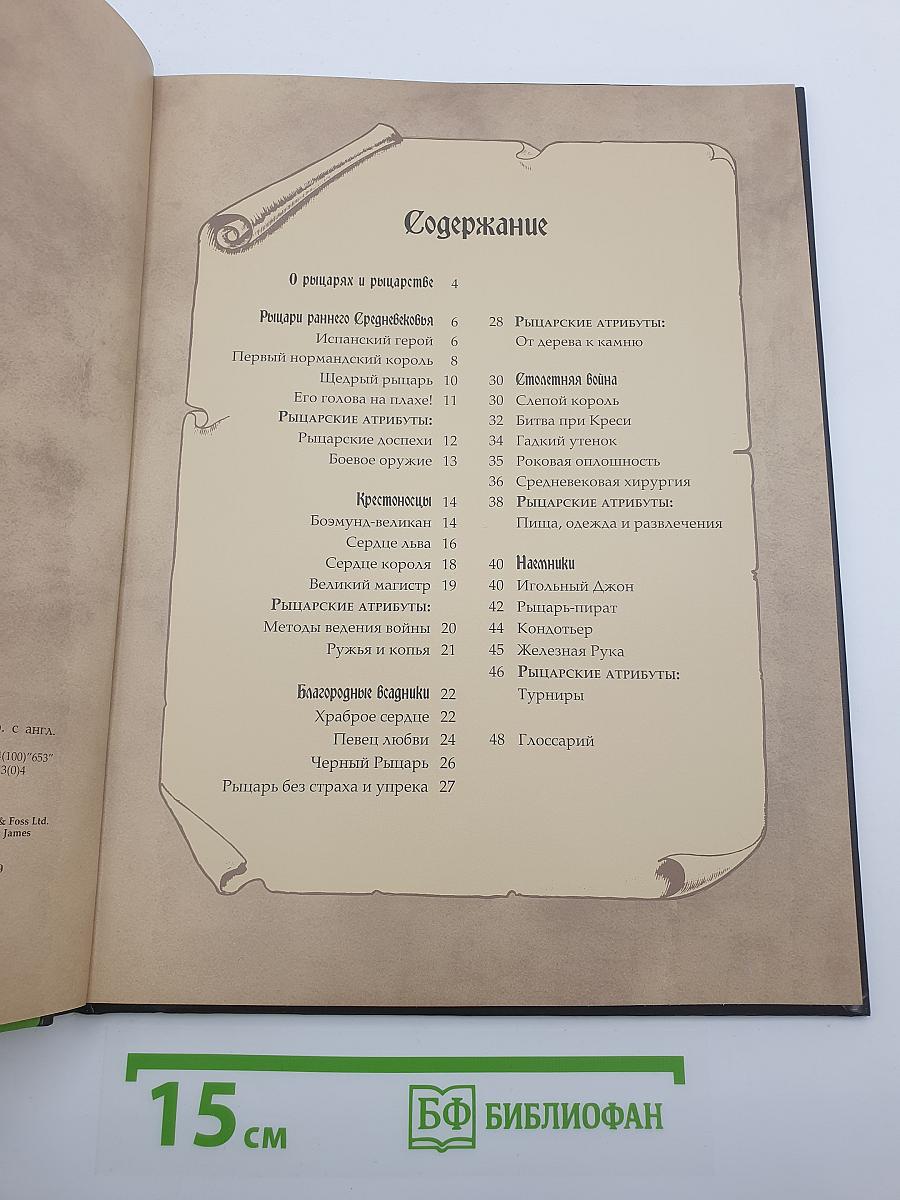 Содержание
О рыцарях и рыцарстве 4
Рыцари раннего Средневековья 6
Испанский герой 6
Первый нормандский король 8
Щедрый рыцарь 10
Его голова на плахе! 11
Рыцарские атрибуты:
Рыцарские доспехи 12
Боевое оружие 13
Крестоносцы 14
Боэмунд-великан 14
Сердце льва 16
Сердце короля 18
Великий магистр 19
Рыцарские атрибуты:
Методы ведения войны 20
Ружья и копья 21
Благородные всадники 22
Храброе сердце 22
Певец любви 24
Черный Рыцарь 26
Рыцарь без страха и упрека 27
28 Рыцарские атрибуты:
От дерева к камню
30 Столетняя война
30 Слепой король
32 Битва при Креси
34 Гадкий утенок
35 Роковая оплошность
36 Средневековая хирургия
38 Рыцарские атрибуты:
Пища, одежда и развлечения
40 Наемники
40 Игольный Джон
42 Рыцарь-пират
44 Кондотьер
45 Железная Рука
46 Рыцарские атрибуты:
Турниры
48 Глоссарий
. с англ.
(100)"653"
3(0)4
& Foss Ltd.
James
9
15 см
БФ БИБЛИОФАН